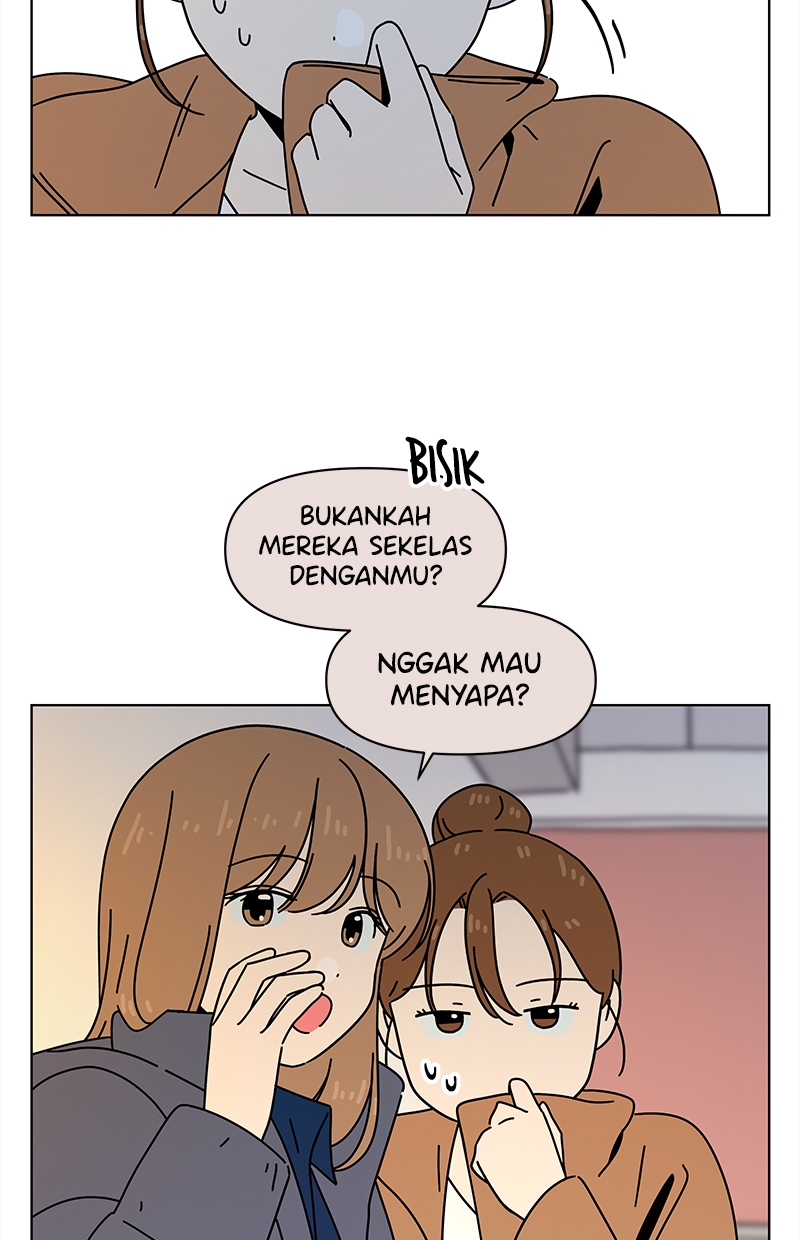 BISIK
BUKANKAH
MEREKA SEKELAS
DENGANMU?
NGGAK MAU
MENYAPA?